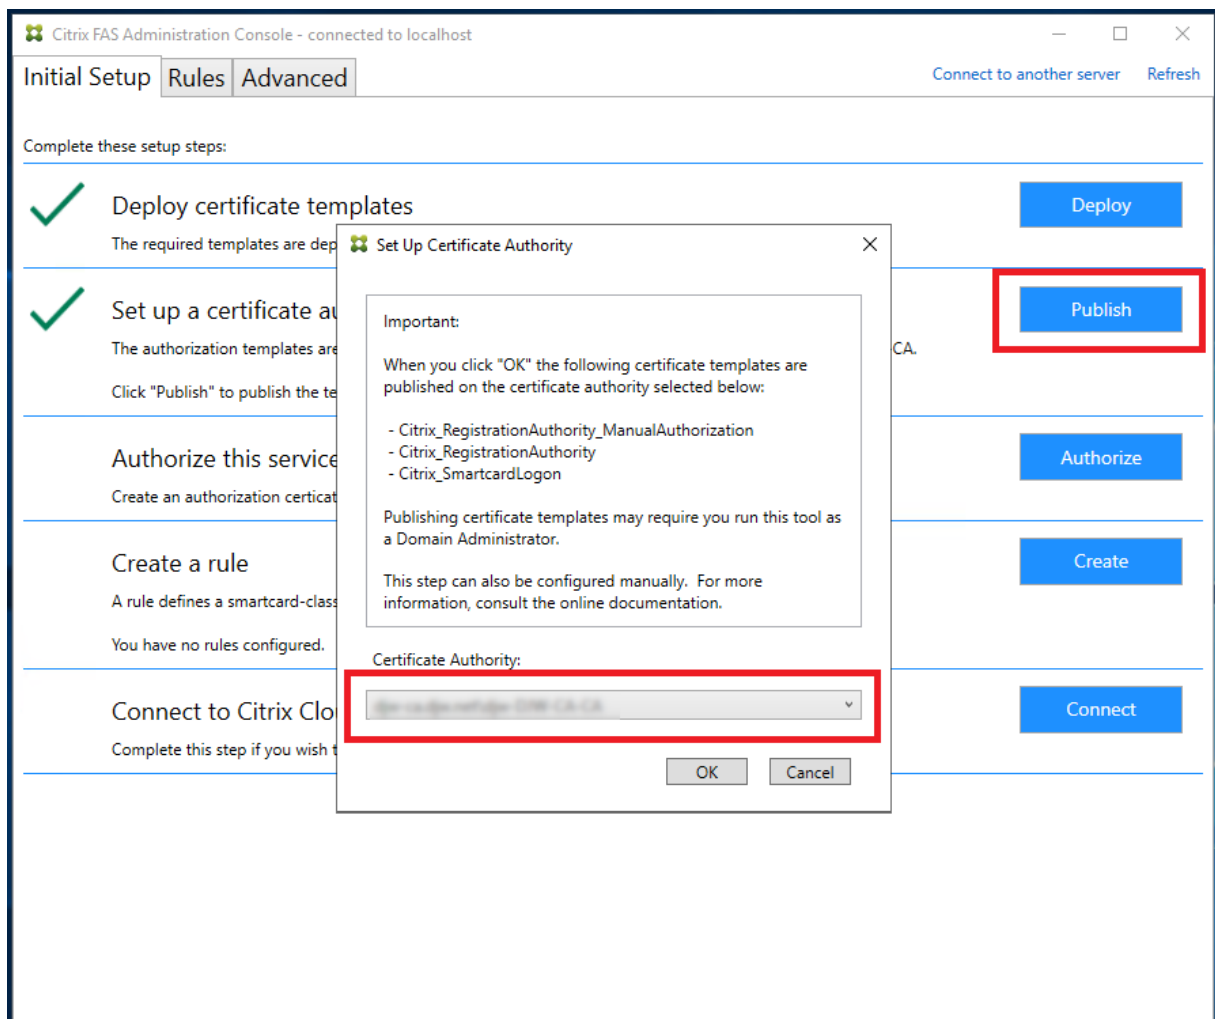 Citrix FAS Administration Console - connected to localhost
Initial Setup Rules Advanced Connect to another server Refresh
Complete these setup steps:
Deploy certificate templates
Deploy
The required templates are dep
Set up a certificate au
Publish
The authorization templates are
CA.
Click "Publish" to publish the te
Authorize this service
Authorize
Create an authorization certicat
Create a rule
Create
A rule defines a smartcard-class
You have no rules configured.
Connect to Citrix Clo
Connect
Complete this step if you wish t
Set Up Certificate Authority
Important:
When you click "OK" the following certificate templates are
published on the certificate authority selected below:
- Citrix_RegistrationAuthority_ManualAuthorization
- Citrix_RegistrationAuthority
- Citrix_SmartcardLogon
Publishing certificate templates may require you run this tool as
a Domain Administrator.
This step can also be configured manually. For more
information, consult the online documentation.
Certificate Authority:
OK Cancel